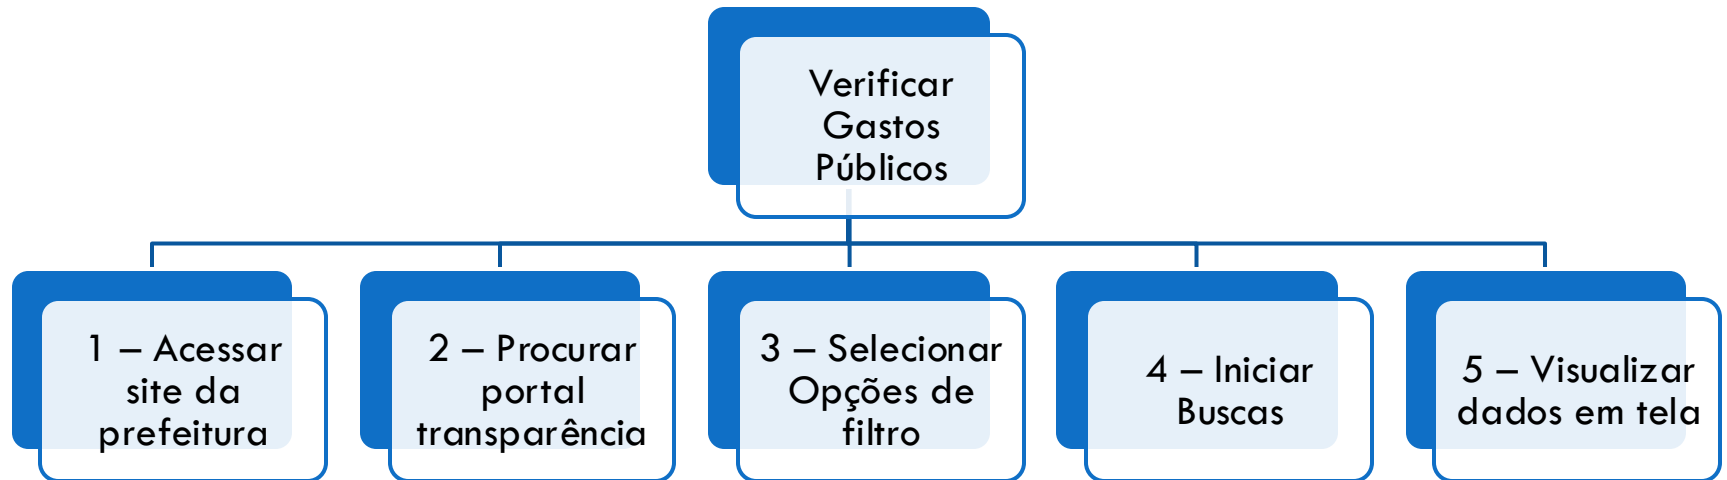 Verificar
Gastos
Públicos
1 – Acessar
site da
prefeitura
2 – Procurar
portal
transparência
3 – Selecionar
Opções de
filtro
4 – Iniciar
Buscas
5 – Visualizar
dados em tela